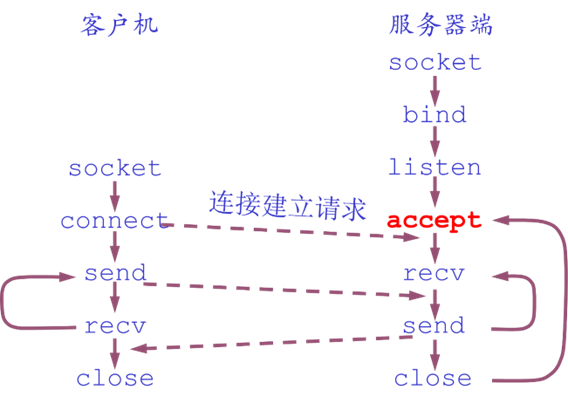 客户机
服务器端
socket
bind
listen
socket
连接建立请求
connect
accept
send
recv
recv
send
close
close